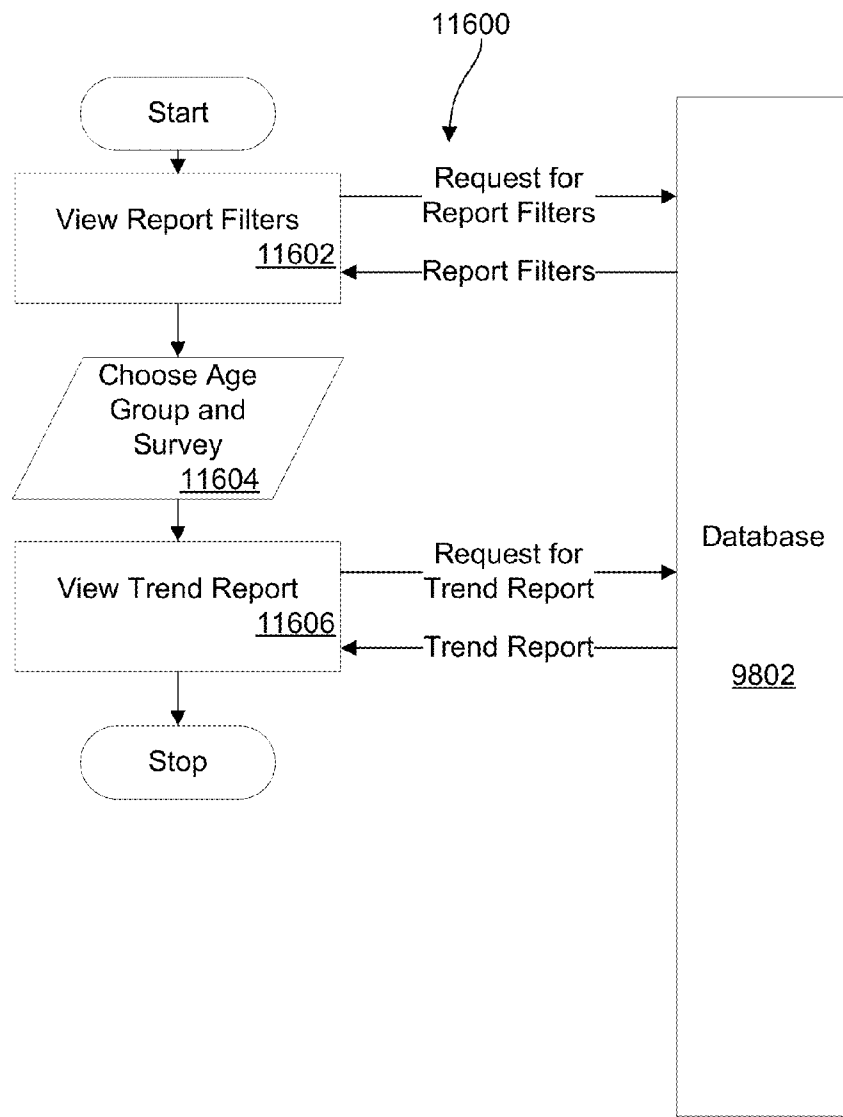 11600
Start
Request for
Report Filters
View Report Filters
11602
Report Filters
Choose Age
Group and
Survey
11604
Database
Request for
Trend Report
View Trend Report
11606
Trend Report
9802
Stop